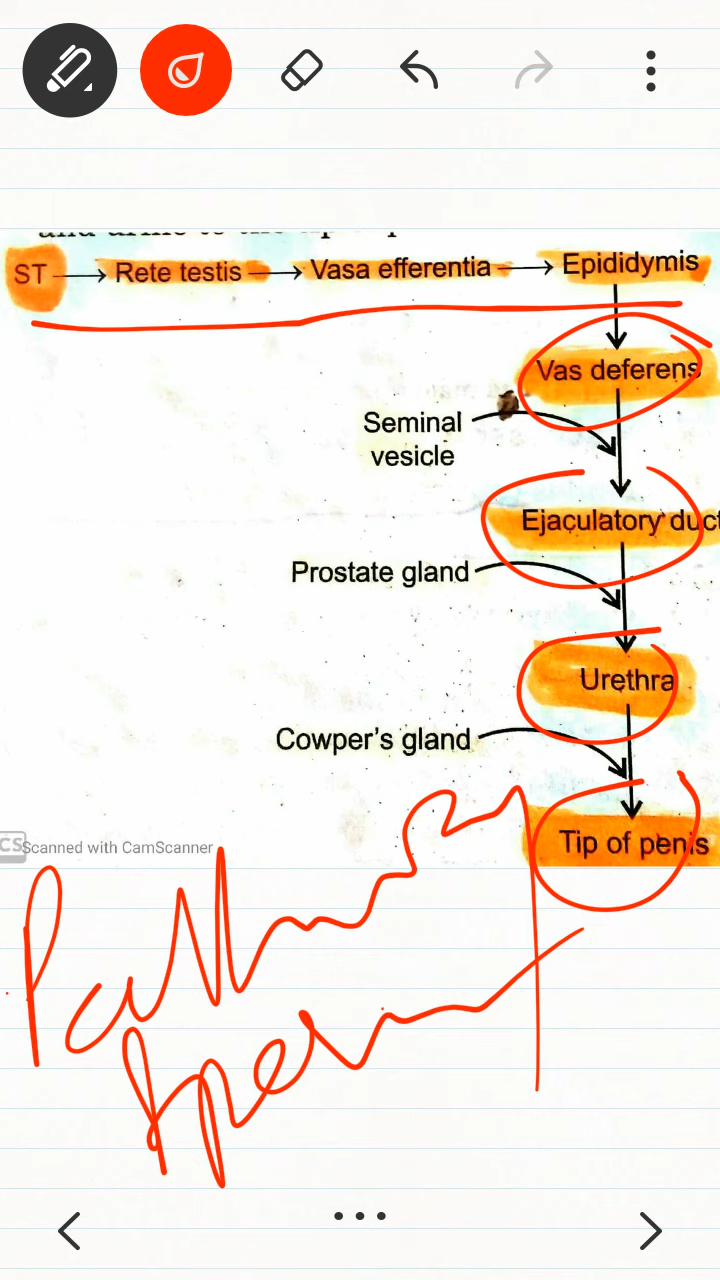 ST → Rete testis → Vasa efferentia → Epididymis
Vas deferens
Seminal
vesicle
Ejaculatory duct
Prostate gland
Urethra
Cowper's gland
Tip of penis
CS Scanned with CamScanner
Sperm